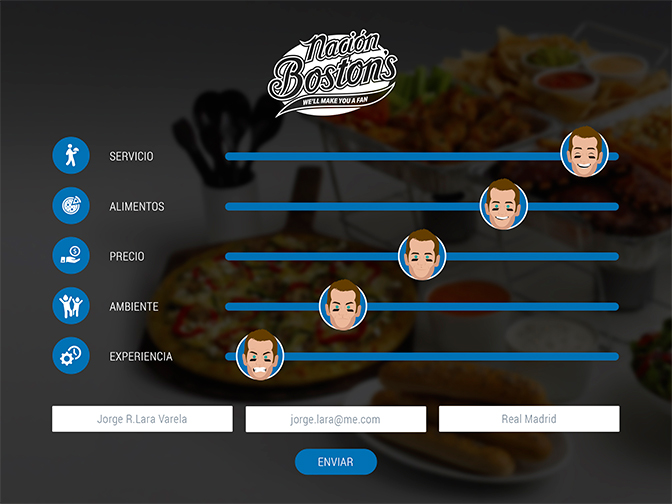 Nación
Boston's
WE'LL MAKE YOU A FAN
SERVICIO
ALIMENTOS
$
PRECIO
AMBIENTE
EXPERIENCIA
Jorge R.Lara Varela
jorge.lara@me.com
Real Madrid
ENVIAR